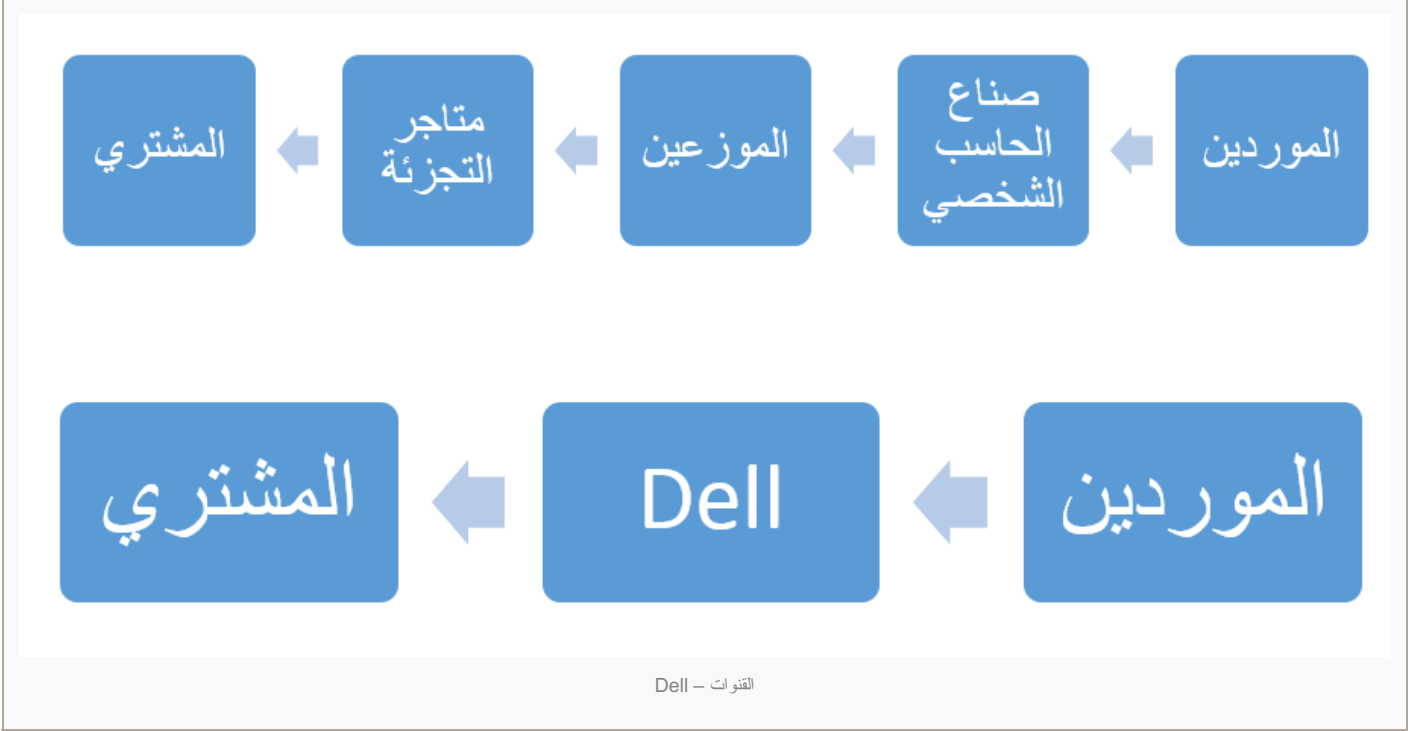 الموردين
صناع
الحاسب
الشخصي
الموزعين
متاجر
التجزئة
المشتري
الموردين
Dell
المشتري
القنوات – Dell